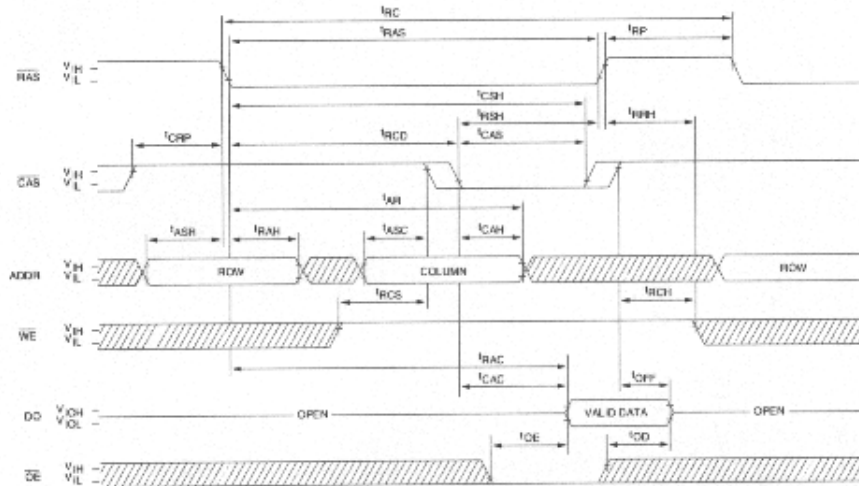 tRC
tRAS
tRP
RAS
VIH
VIL
tCSH
tRSH
tRRH
tCRP
tRCD
tCAS
CAS
VIH
VIL
tAR
tASR
tRAH
tASC
tCAH
ADDR
VIH
VIL
ROW
COLUMN
ROW
tRCS
tRCH
WE
VIH
VIL
tRAC
tCAC
tOFF
DQ
VIOH
VIOL
OPEN
VALID DATA
OPEN
tOE
tOD
OE
VIH
VIL